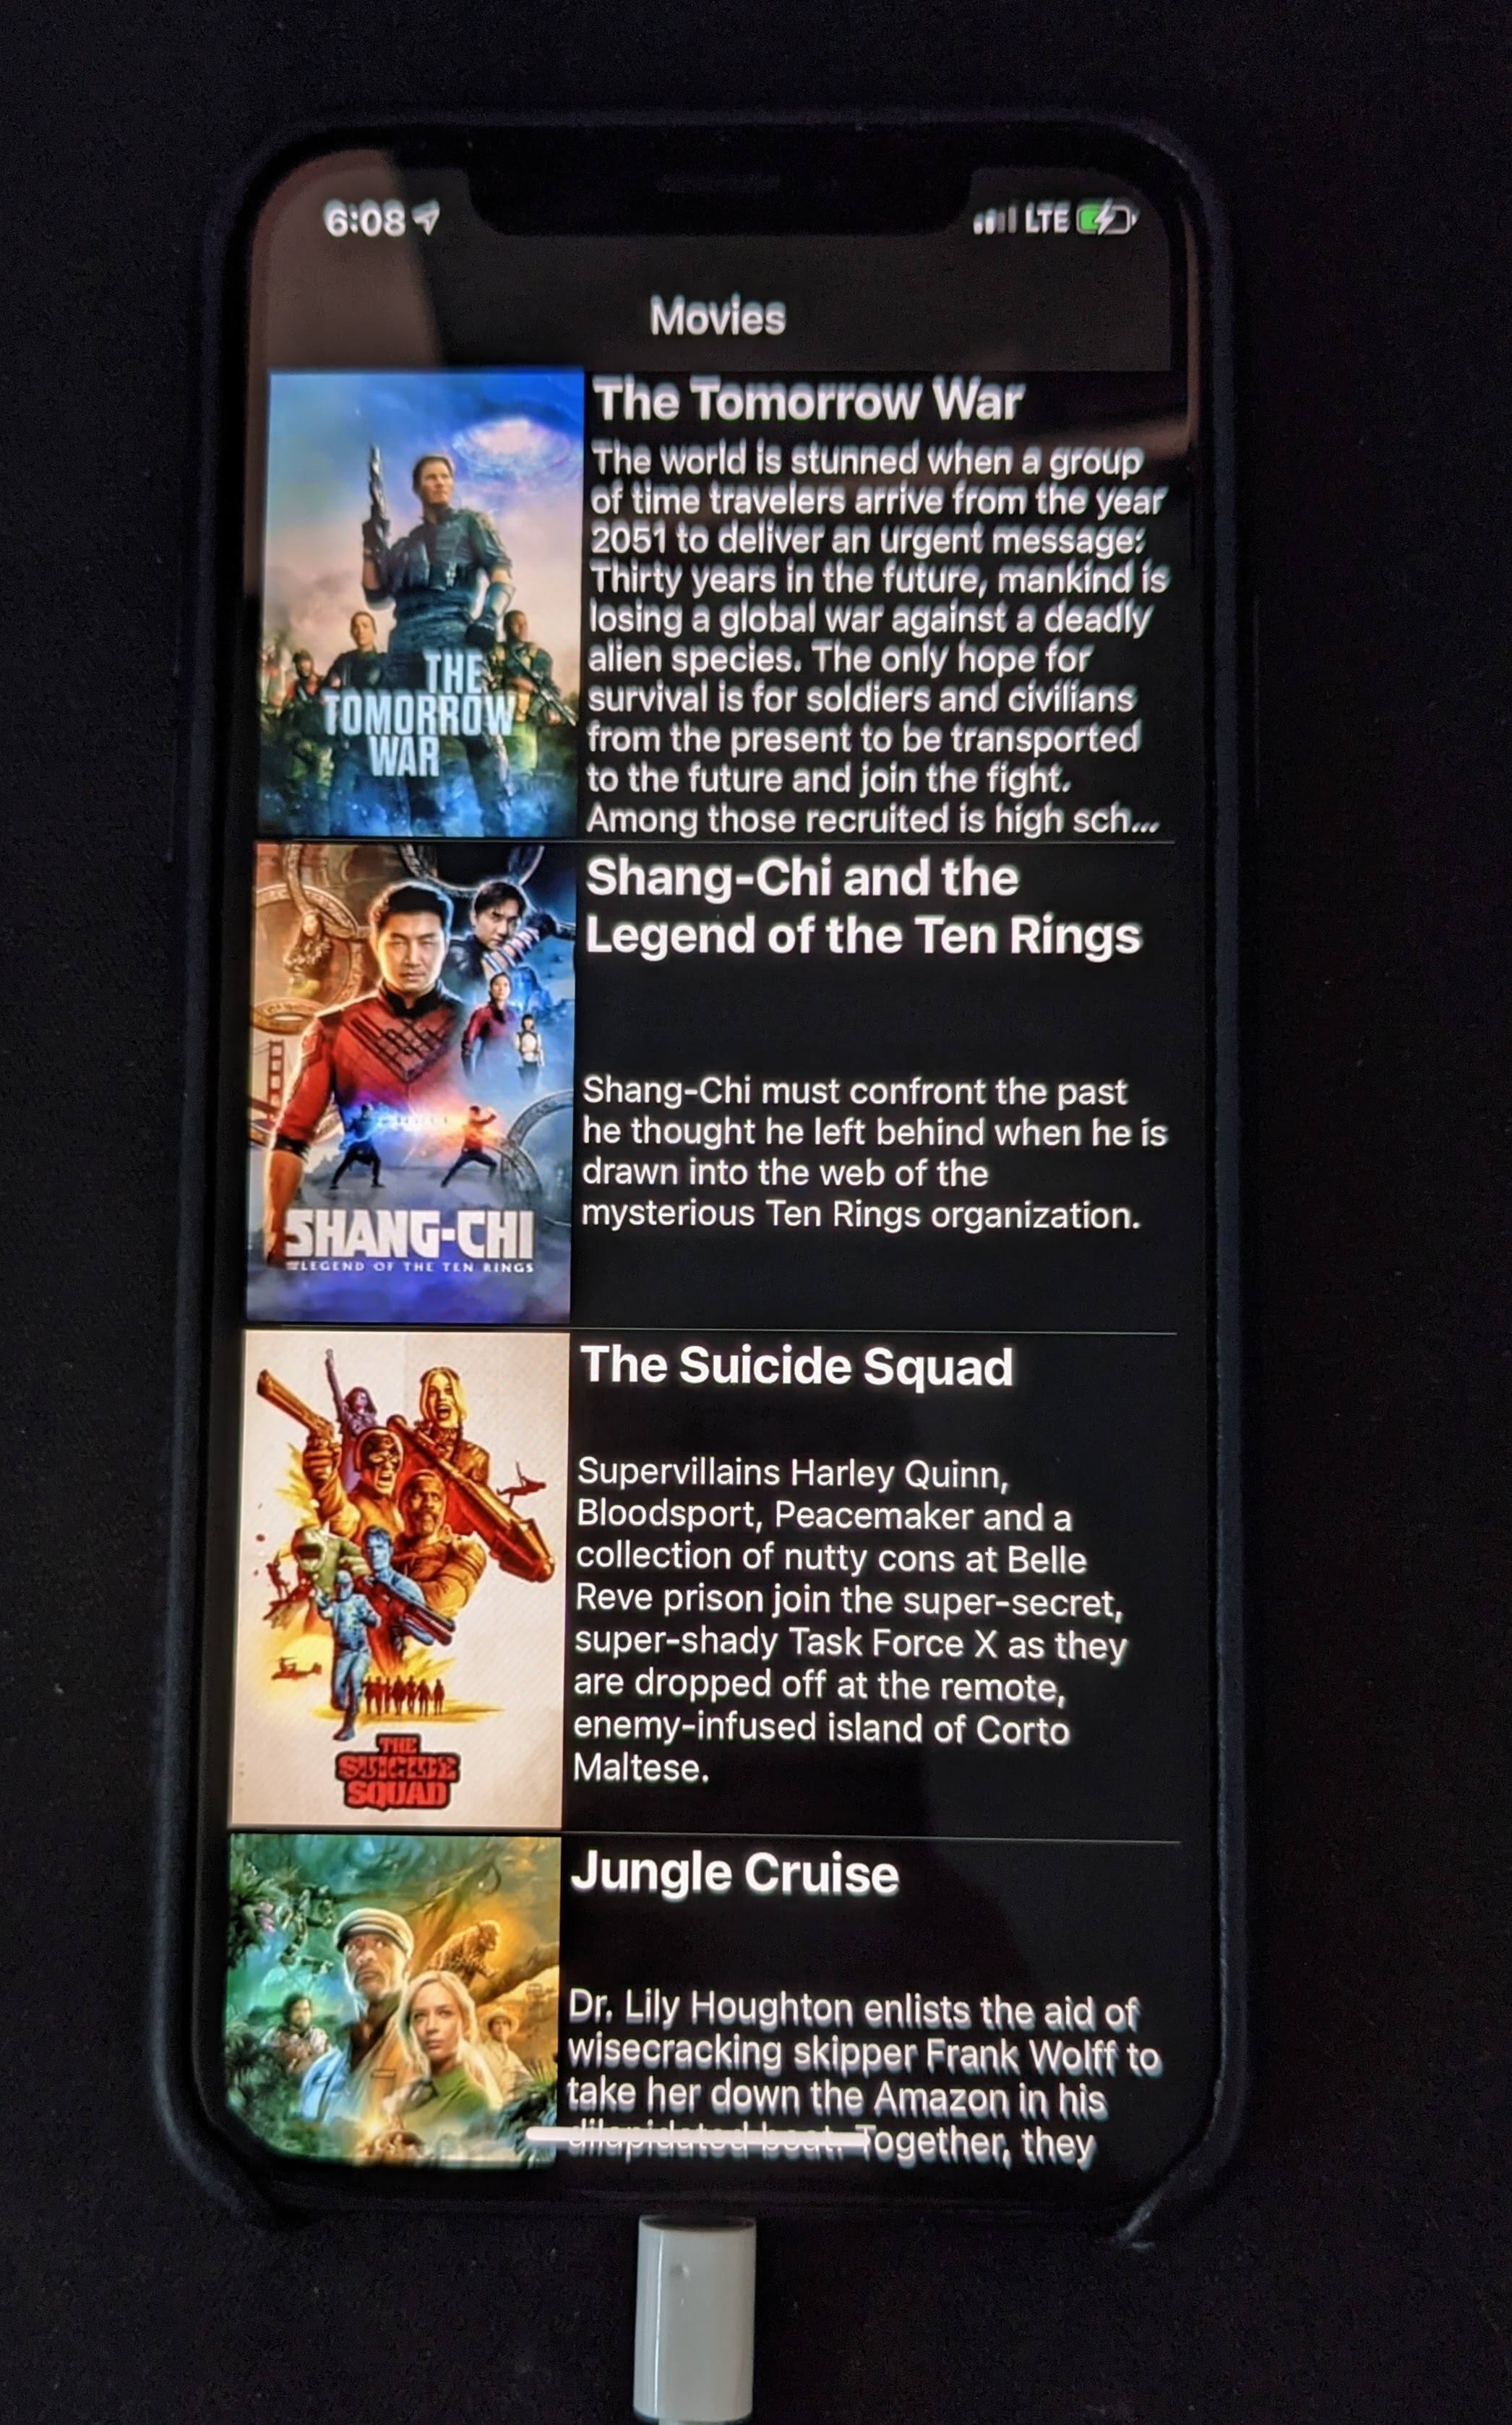 6:08
LTE
Movies
The Tomorrow War
The world is stunned when a group
of time travelers arrive from the year
2051 to deliver an urgent message:
Thirty years in the future, mankind is
losing a global war against a deadly
alien species. The only hope for
survival is for soldiers and civilians
from the present to be transported
to the future and join the fight.
Among those recruited is high sch...
THE
TOMORROW
WAR
Shang-Chi and the
Legend of the Ten Rings
Shang-Chi must confront the past
he thought he left behind when he is
drawn into the web of the
mysterious Ten Rings organization.
SHANG-CHI
LEGEND OF THE TEN RINGS
The Suicide Squad
Supervillains Harley Quinn,
Bloodsport, Peacemaker and a
collection of nutty cons at Belle
Reve prison join the super-secret,
super-shady Task Force X as they
are dropped off at the remote,
enemy-infused island of Corto
Maltese.
THE
SUICIDE
SQUAD
Jungle Cruise
Dr. Lily Houghton enlists the aid of
wisecracking skipper Frank Wolff to
take her down the Amazon in his
dilapidated boat. Together, they